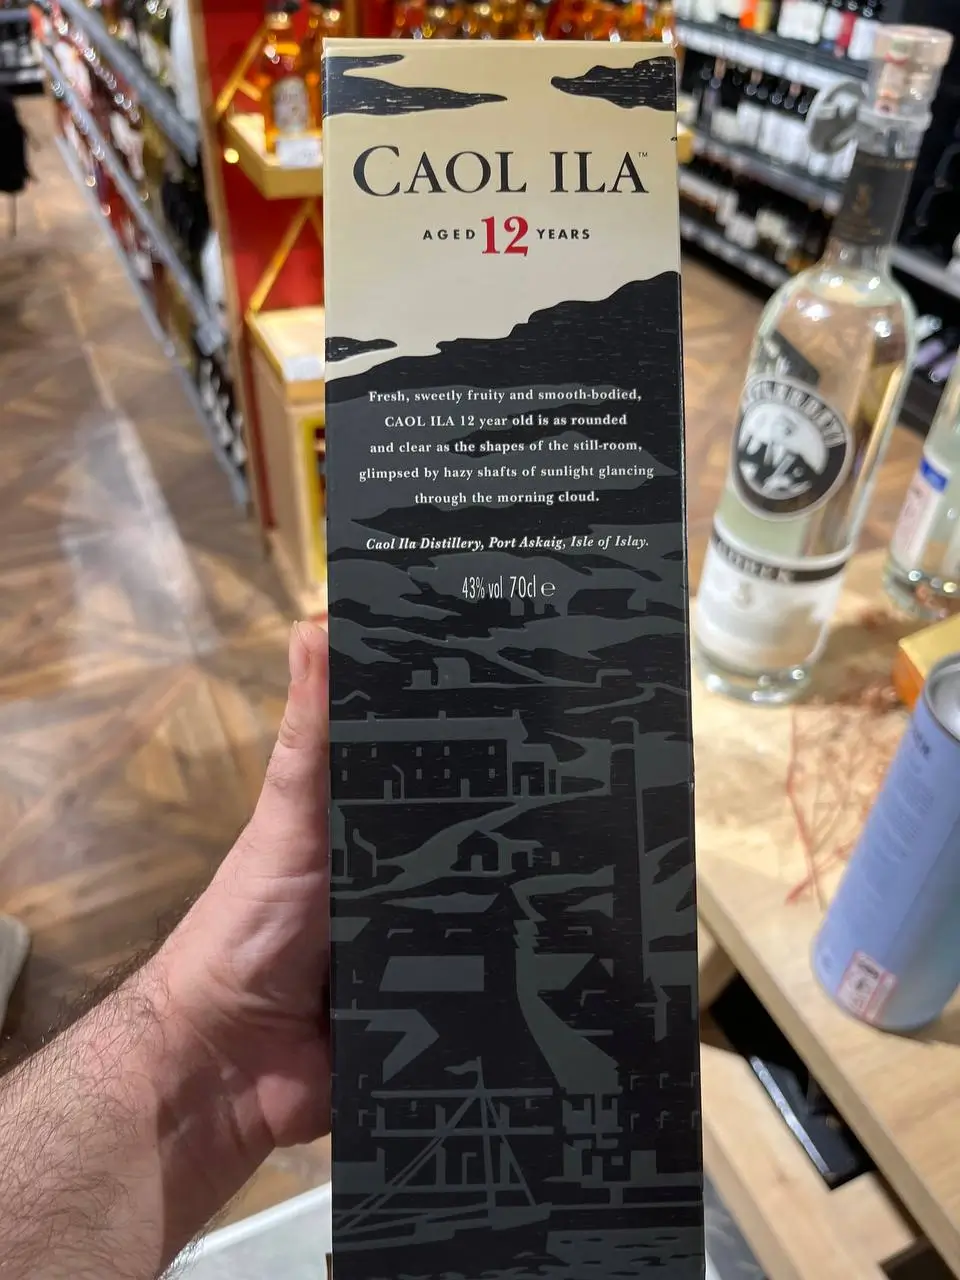 CAOL ILA™
AGED 12 YEARS
Fresh, sweetly fruity and smooth-bodied,
CAOL ILA 12 year old is as rounded
and clear as the shapes of the still-room,
glimpsed by hazy shafts of sunlight glancing
through the morning cloud.
Caol Ila Distillery, Port Askaig, Isle of Islay.
43% vol 70cl ℮